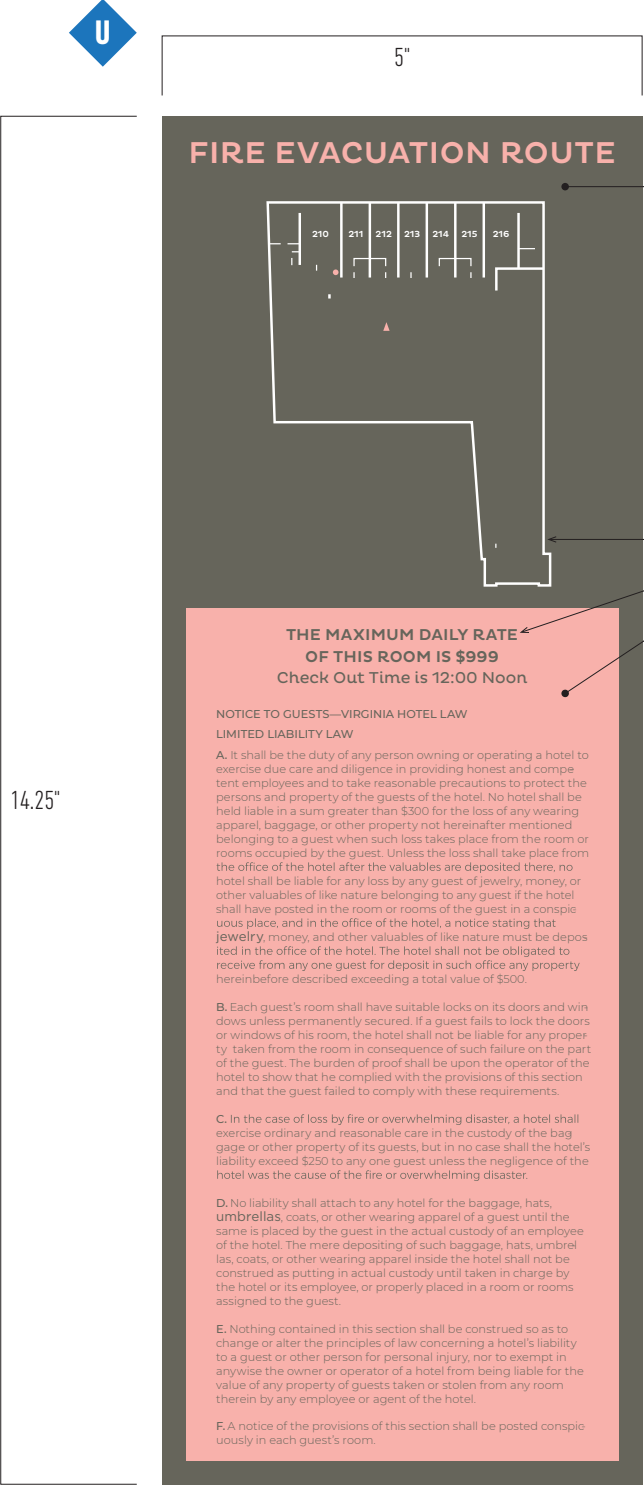 U
5"
FIRE EVACUATION ROUTE
210 211 212 213 214 215 216
14.25"
THE MAXIMUM DAILY RATE
OF THIS ROOM IS $999
Check Out Time is 12:00 Noon
NOTICE TO GUESTS—VIRGINIA HOTEL LAW
LIMITED LIABILITY LAW
A. It shall be the duty of any person owning or operating a hotel to
exercise due care and diligence in providing honest and compe
tent employees and to take reasonable precautions to protect the
persons and property of the guests of the hotel. No hotel shall be
held liable in a sum greater than $300 for the loss of any wearing
apparel, baggage, or other property not hereinafter mentioned
belonging to a guest when such loss takes place from the room or
rooms occupied by the guest. Unless the loss shall take place from
the office of the hotel after the valuables are deposited there, no
hotel shall be liable for any loss by any guest of jewelry, money, or
other valuables of like nature belonging to any guest if the hotel
shall have posted in the room or rooms of the guest in a conspic
uous place, and in the office of the hotel, a notice stating that
jewelry, money, and other valuables of like nature must be depos
ited in the office of the hotel. The hotel shall not be obligated to
receive from any one guest for deposit in such office any property
hereinbefore described exceeding a total value of $500.
B. Each guest's room shall have suitable locks on its doors and win
dows unless permanently secured. If a guest fails to lock the doors
or windows of his room, the hotel shall not be liable for any proper
ty taken from the room in consequence of such failure on the part
of the guest. The burden of proof shall be upon the operator of the
hotel to show that he complied with the provisions of this section
and that the guest failed to comply with these requirements.
C. In the case of loss by fire or overwhelming disaster, a hotel shall
exercise ordinary and reasonable care in the custody of the bag
gage or other property of its guests, but in no case shall the hotel's
liability exceed $250 to any one guest unless the negligence of the
hotel was the cause of the fire or overwhelming disaster.
D. No liability shall attach to any hotel for the baggage, hats,
umbrellas, coats, or other wearing apparel of a guest until the
same is placed by the guest in the actual custody of an employee
of the hotel. The mere depositing of such baggage, hats, umbrel
las, coats, or other wearing apparel inside the hotel shall not be
construed as putting in actual custody until taken in charge by
the hotel or its employee, or properly placed in a room or rooms
assigned to the guest.
E. Nothing contained in this section shall be construed so as to
change or alter the principles of law concerning a hotel's liability
to a guest or other person for personal injury, nor to exempt in
anywise the owner or operator of a hotel from being liable for the
value of any property of guests taken or stolen from any room
therein by any employee or agent of the hotel.
F. A notice of the provisions of this section shall be posted conspic
uously in each guest's room.